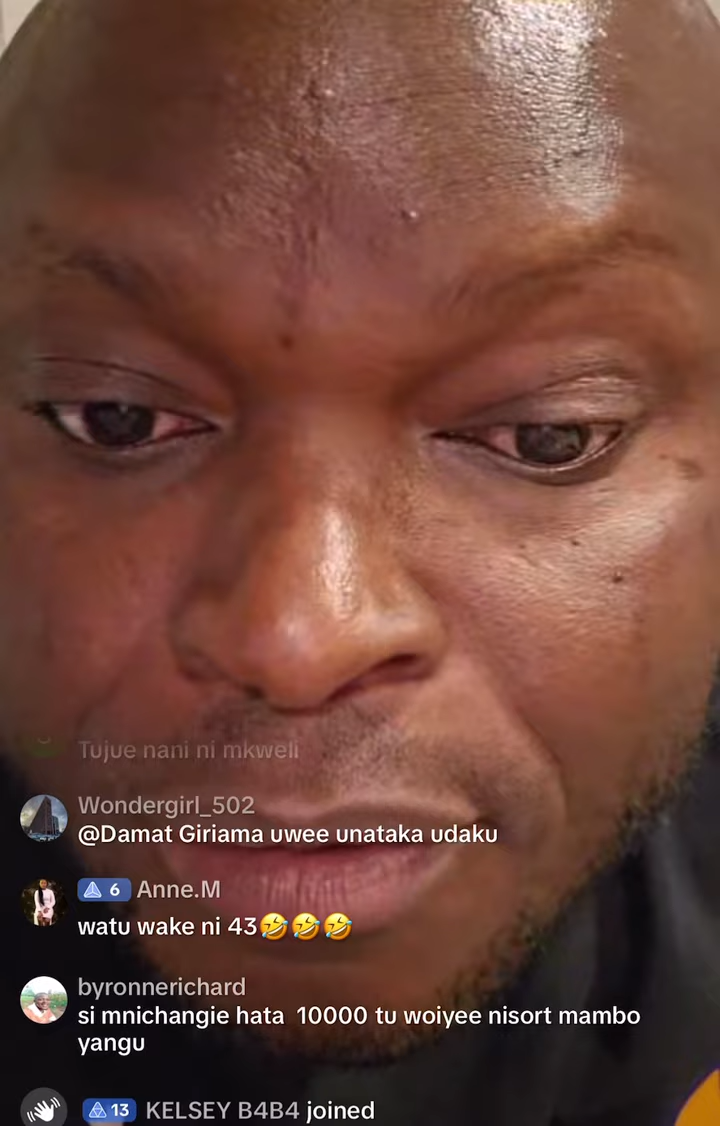 Tujue nani ni mkweli
Wondergirl_502
@Damat Giriama uwee unataka udaku
6 Anne.M
watu wake ni 43🤣🤣🤣
byronnerichard
si mnichangie hata 10000 tu woiyee nisort mambo
yangu
13 KELSEY B4B4 joined